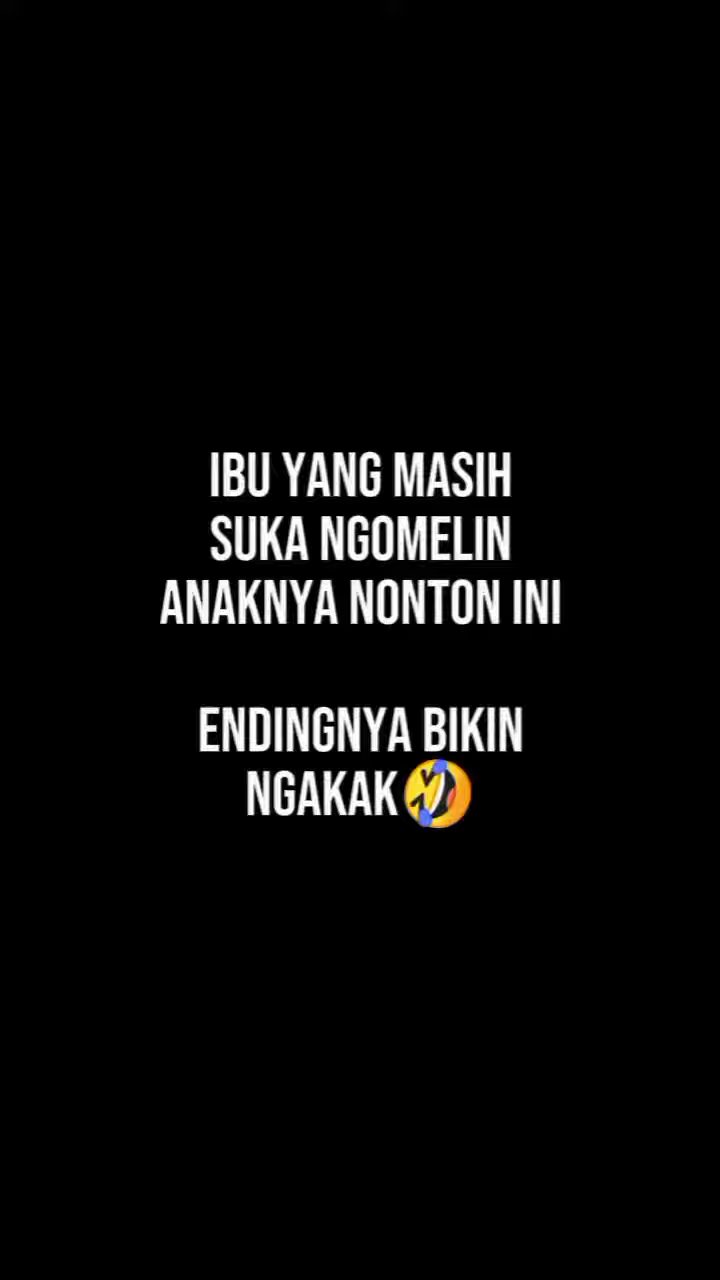 IBU YANG MASIH
SUKA NGOMELIN
ANAKNYA NONTON INI
ENDINGNYA BIKIN
NGAKAK🤣